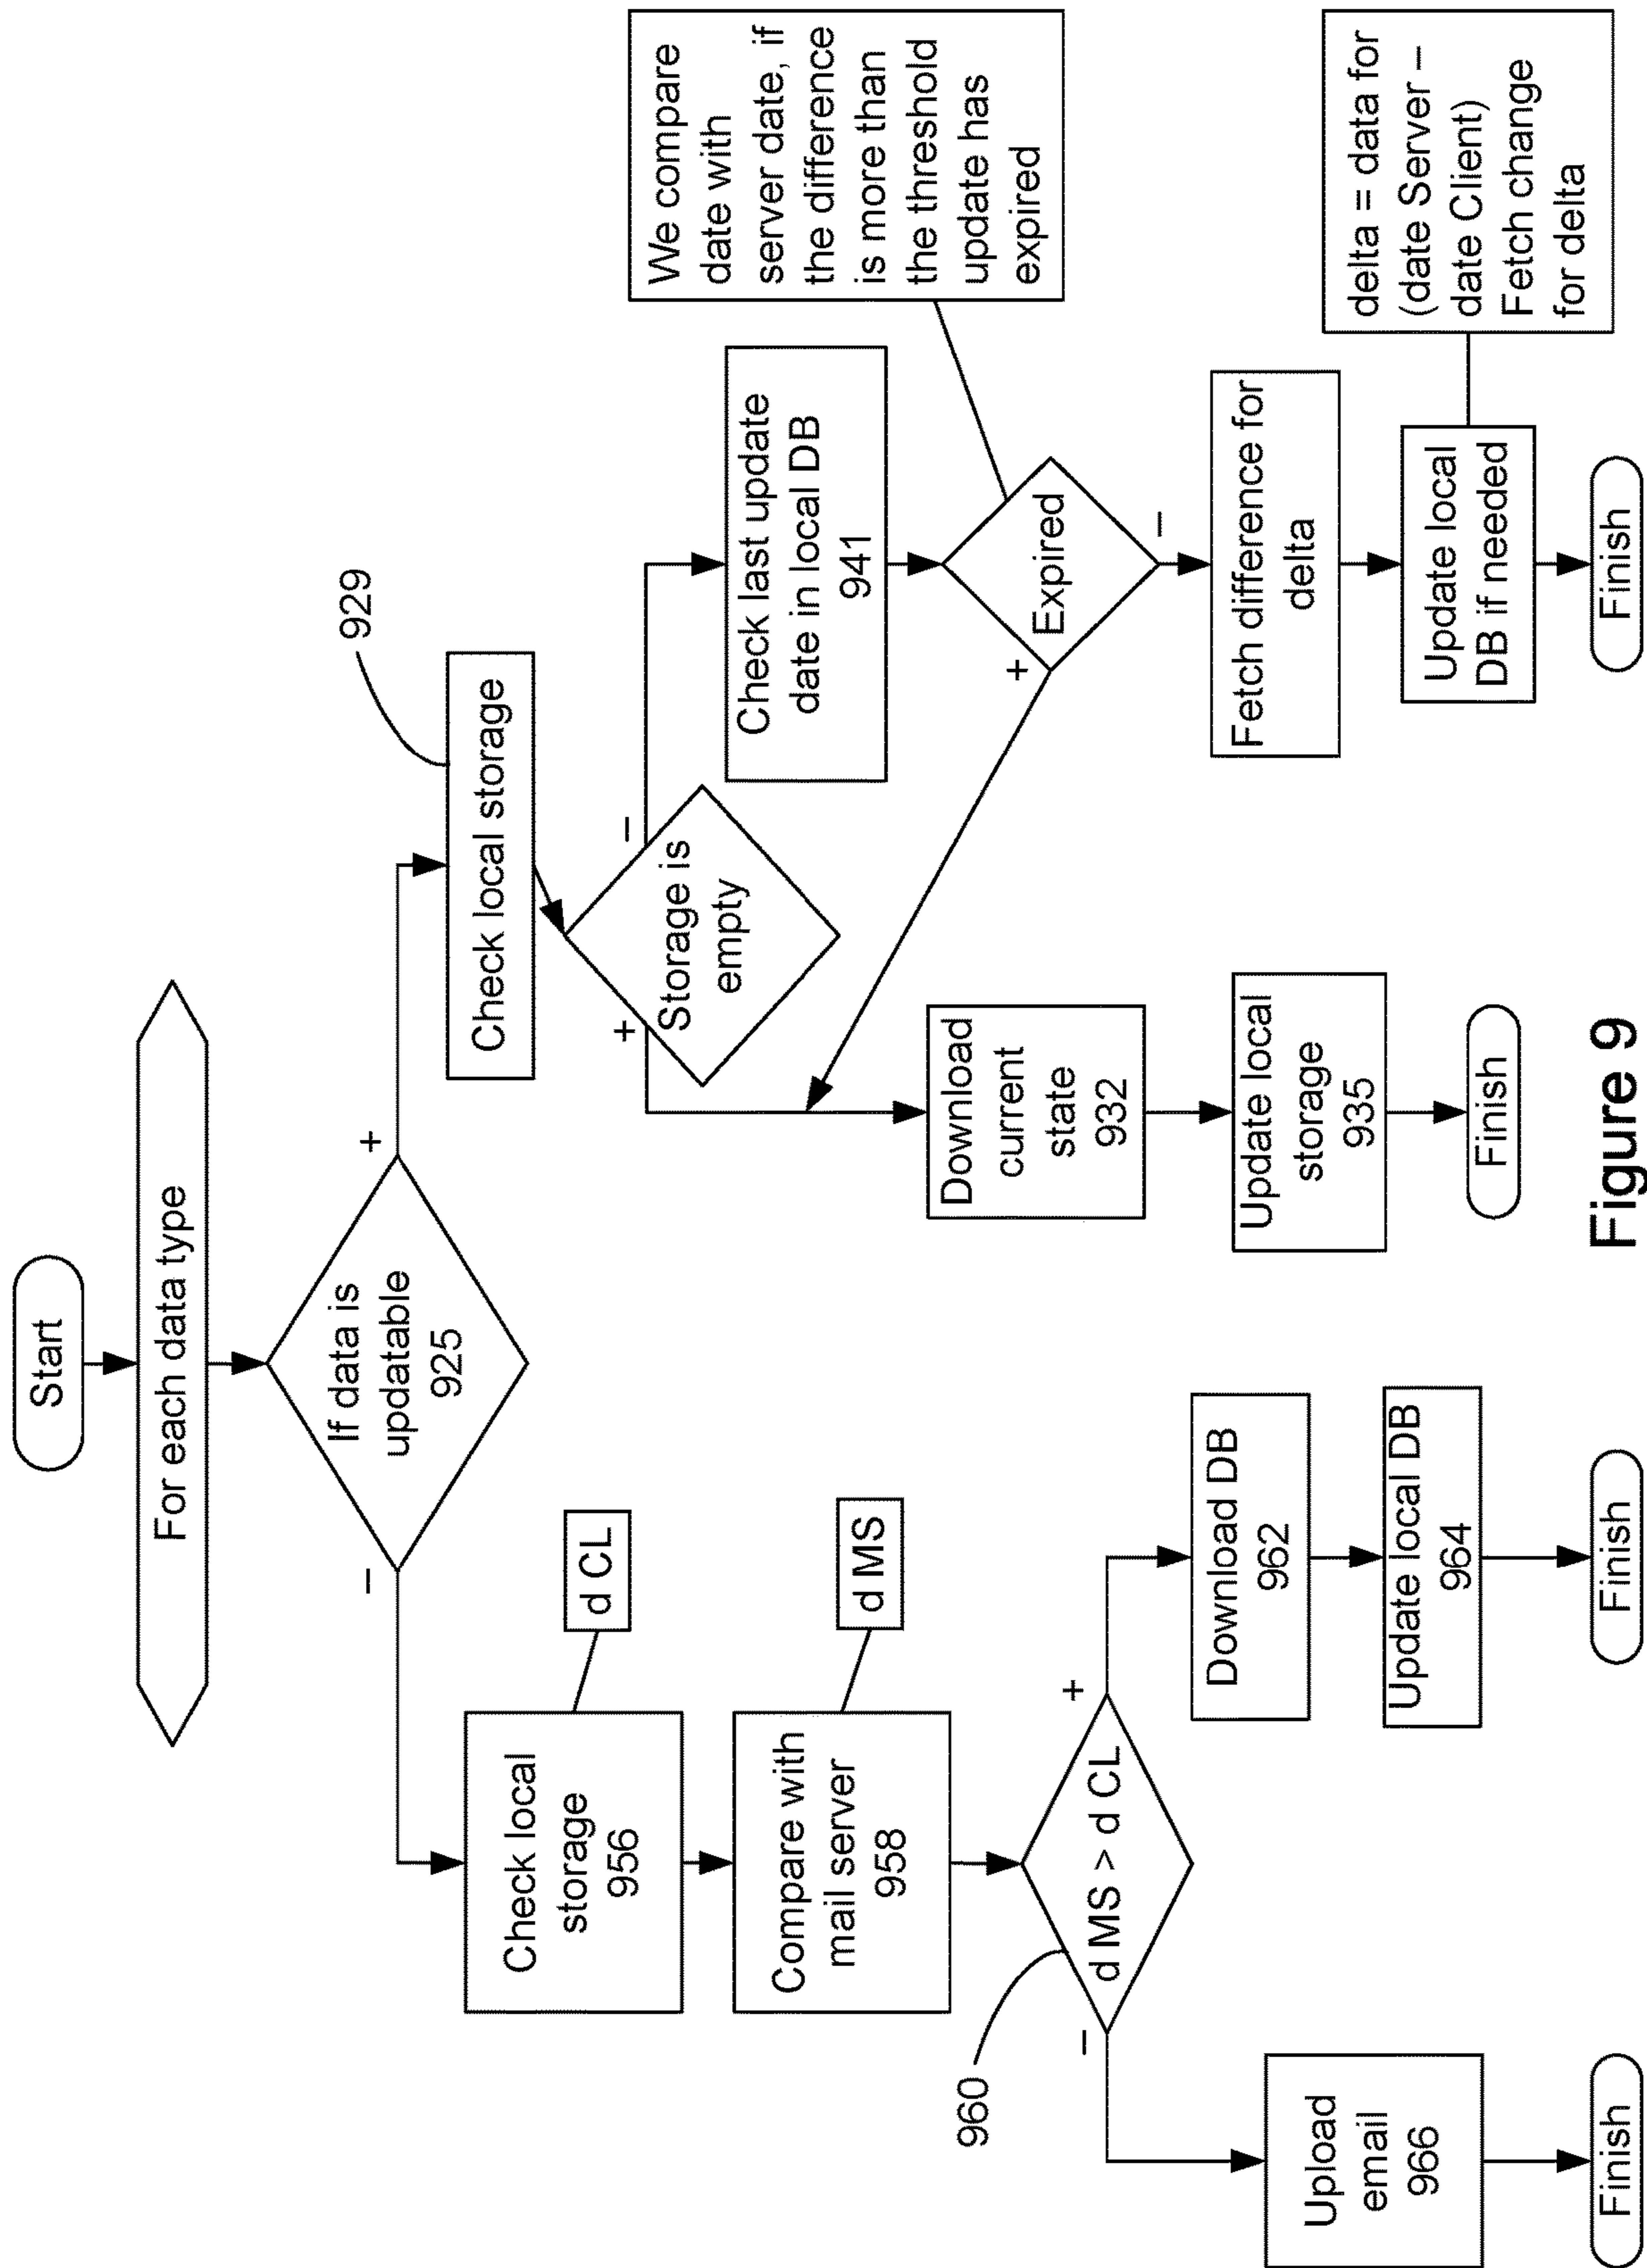 Start
For each data type
If data is
updatable
925
–
+
Check local
storage
956
d CL
Compare with
mail server
958
d MS
960
d MS > d CL
–
+
Upload
email
966
Finish
Download DB
962
Update local DB
964
Finish
929
Check local storage
Storage is
empty
+
–
Download
current
state
932
Update local
storage
935
Finish
Check last update
date in local DB
941
Expired
+
–
We compare
date with
server date, if
the difference
is more than
the threshold
update has
expired
Fetch difference for
delta
Update local
DB if needed
delta = data for
(date Server –
date Client)
Fetch change
for delta
Finish
Figure 9